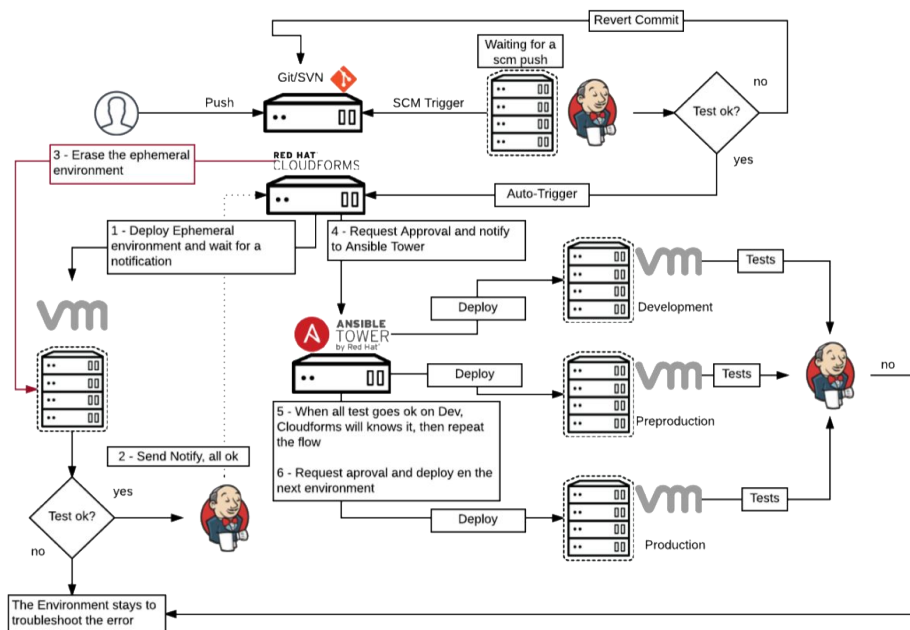 Revert Commit
Waiting for a
scm push
Git/SVN
Push
SCM Trigger
Test ok?
no
yes
3 - Erase the ephemeral
environment
RED HAT
CLOUDFORMS
Auto-Trigger
1 - Deploy Ephemeral
environment and wait for a
notification
4 - Request Approval and notify
to Ansible Tower
vm
Tests
Deploy
Development
vm
A
ANSIBLE
TOWER
by Red Hat
Deploy
vm
Tests
no
Preproduction
5 - When all test goes ok on Dev,
Cloudforms will knows it, then repeat
the flow
6 - Request aproval and deploy en the
next environment
2 - Send Notify, all ok
yes
Test ok?
no
vm
Tests
Deploy
Production
The Environment stays to
troubleshoot the error